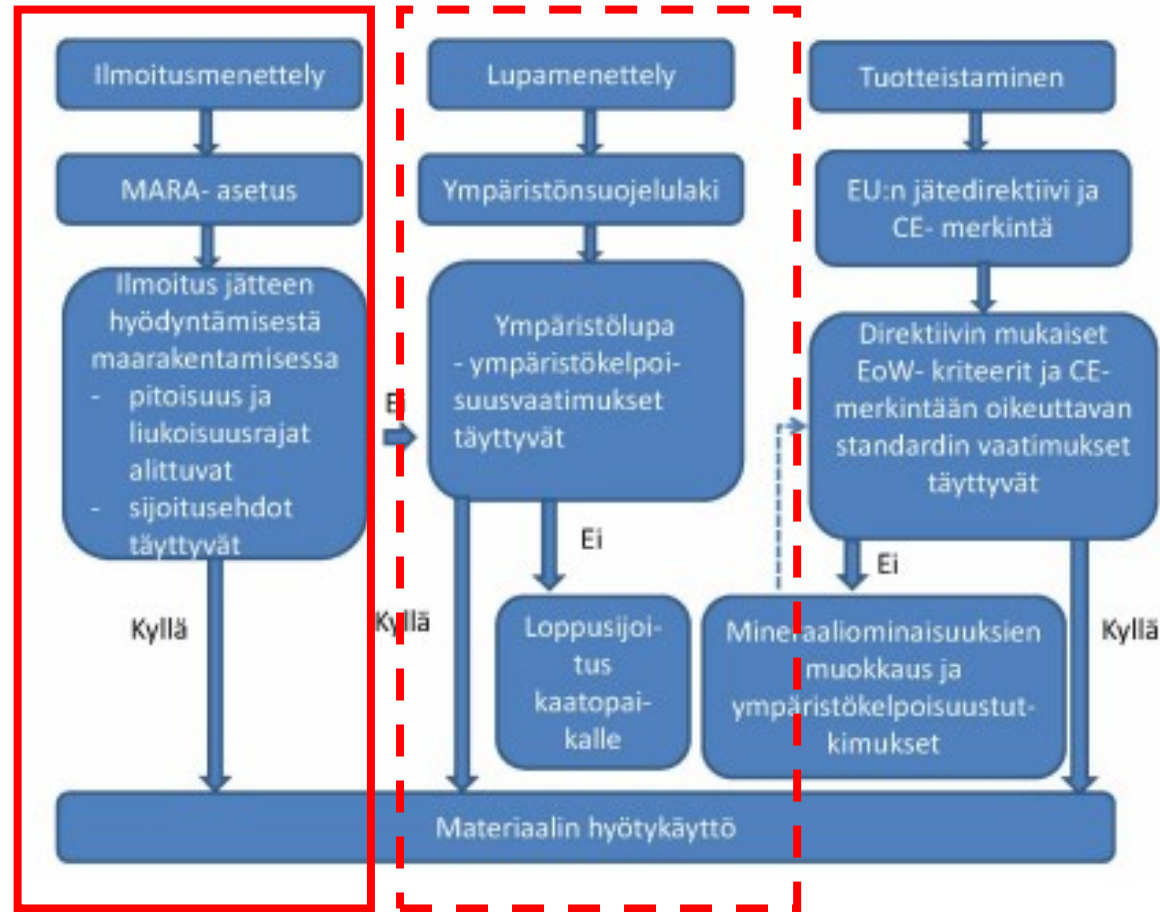 Ilmoitusmenettely
MARA- asetus
Ilmoitus jätteen
hyödyntämisestä
maarakentamisessa
- pitoisuus ja
liukoisuusrajat
alittuvat
- sijoitusehdot
täyttyvät
Ei
Kyllä
Lupamenettely
Ympäristönsuojelulaki
Ympäristölupa
- ympäristökelpoi-
suusvaatimukset
täyttyvät
Ei
Kyllä
Loppusijoi-
tus
kaatopai-
kalle
Tuotteistaminen
EU:n jätedirektiivi ja
CE- merkintä
Direktiivin mukaiset
EoW- kriteerit ja CE-
merkintään oikeuttavan
standardin vaatimukset
täyttyvät
Ei
Kyllä
Mineraaliominaisuuksien
muokkaus ja
ympäristökelpoisuustut-
kimukset
Materiaalin hyötykäyttö